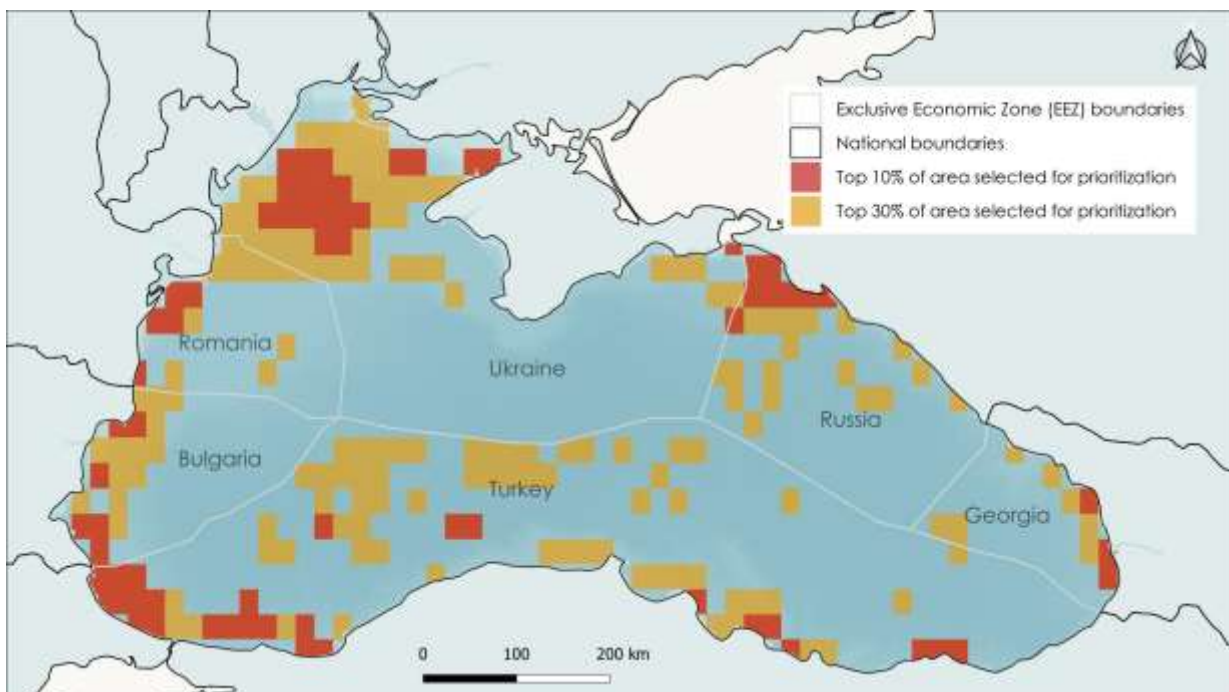 Exclusive Economic Zone (EEZ) boundaries
National boundaries
Top 10% of area selected for prioritization
Top 30% of area selected for prioritization
Romania
Ukraine
Russia
Bulgaria
Turkey
Georgia
0 100 200 km